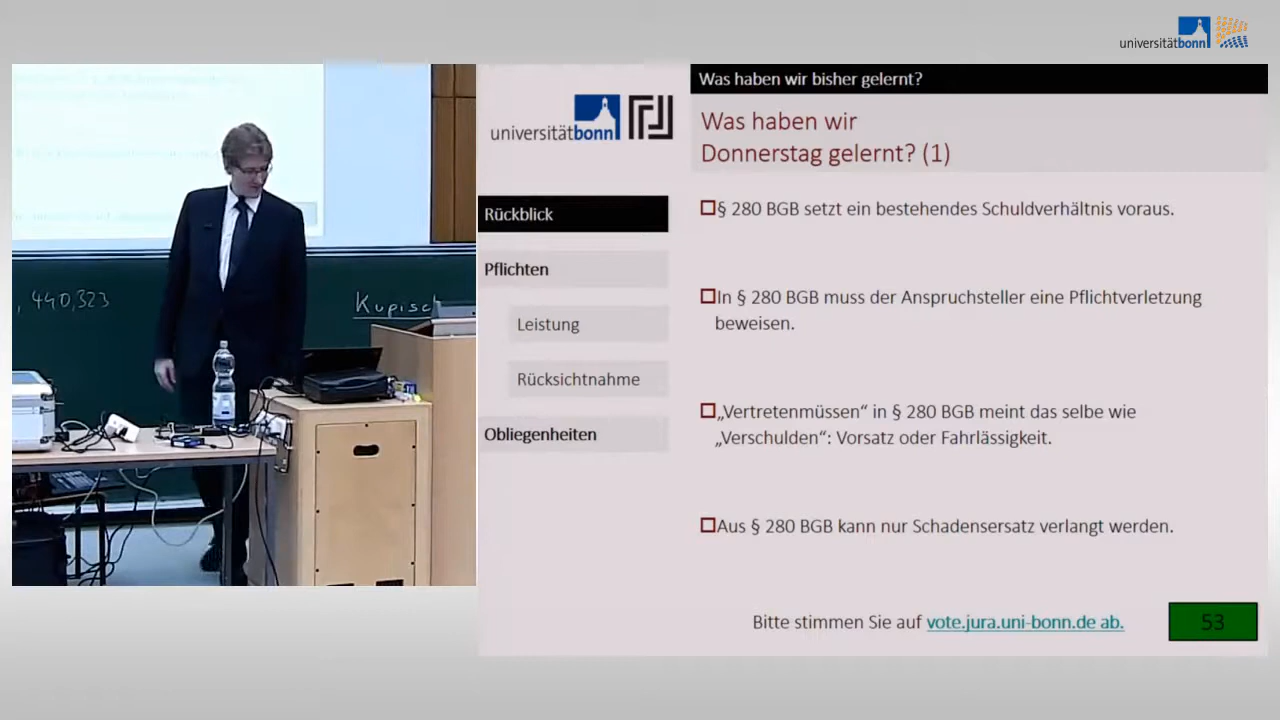 universitätbonn
Was haben wir bisher gelernt?
universitätbonn
Was haben wir
Donnerstag gelernt? (1)
Rückblick
Pflichten
Leistung
Rücksichtnahme
Obliegenheiten
§ 280 BGB setzt ein bestehendes Schuldverhältnis voraus.
In § 280 BGB muss der Anspruchsteller eine Pflichtverletzung
beweisen.
„Vertretenmüssen“ in § 280 BGB meint das selbe wie
„Verschulden“: Vorsatz oder Fahrlässigkeit.
Aus § 280 BGB kann nur Schadensersatz verlangt werden.
Bitte stimmen Sie auf vote.jura.uni-bonn.de ab.
53
, 440,323
Kupisc